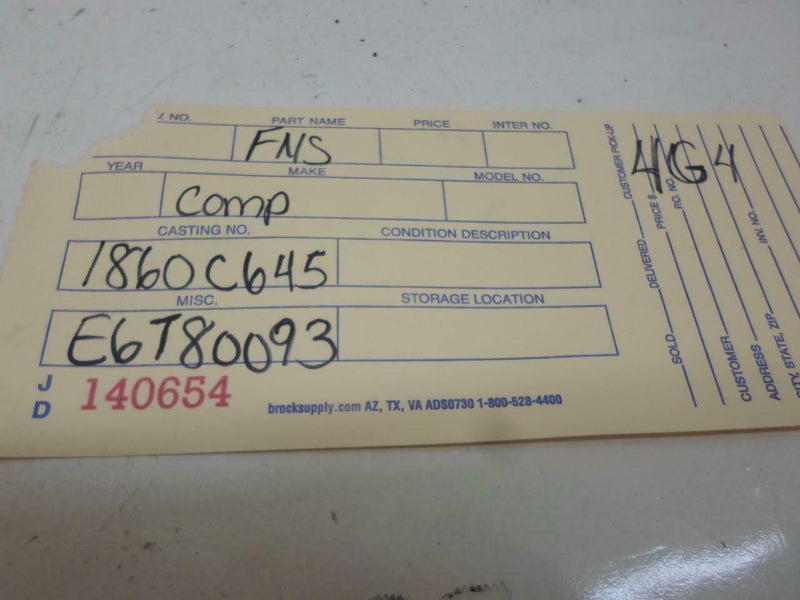 V. NO. PART NAME PRICE INTER NO.
FNS
YEAR MAKE MODEL NO.
Comp
CASTING NO. CONDITION DESCRIPTION
1860C645
MISC. STORAGE LOCATION
E6T80093
JD 140654
brocksupply.com AZ, TX, VA ADS0730 1-800-528-4400
CUSTOMER PICK-UP
4G4
SOLD DELIVERED PRICE $
P.O. NO.
CUSTOMER
ADDRESS INV. NO.
CITY, STATE, ZIP